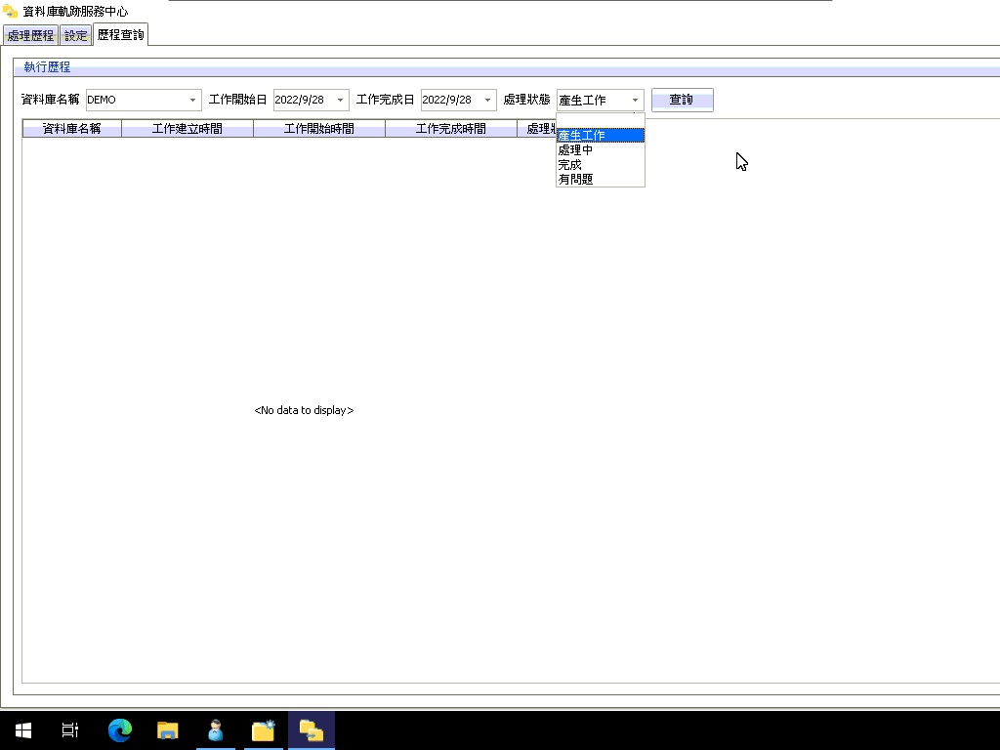 資料庫軌跡服務中心
處理歷程 設定 歷程查詢
執行歷程
資料庫名稱 DEMO 工作開始日 2022/9/28 工作完成日 2022/9/28 處理狀態 產生工作 查詢
資料庫名稱 工作建立時間 工作開始時間 工作完成時間 處理
產生工作
處理中
完成
有問題
<No data to display>